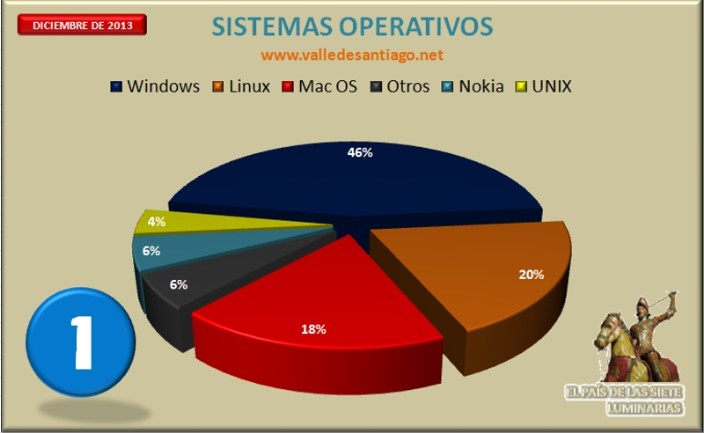 DICIEMBRE DE 2013
SISTEMAS OPERATIVOS
www.valledesantiago.net
Windows Linux Mac OS Otros Nokia UNIX
46%
4%
6%
20%
6%
18%
1
EL PAÍS DE LAS SIETE
LUMINARIAS